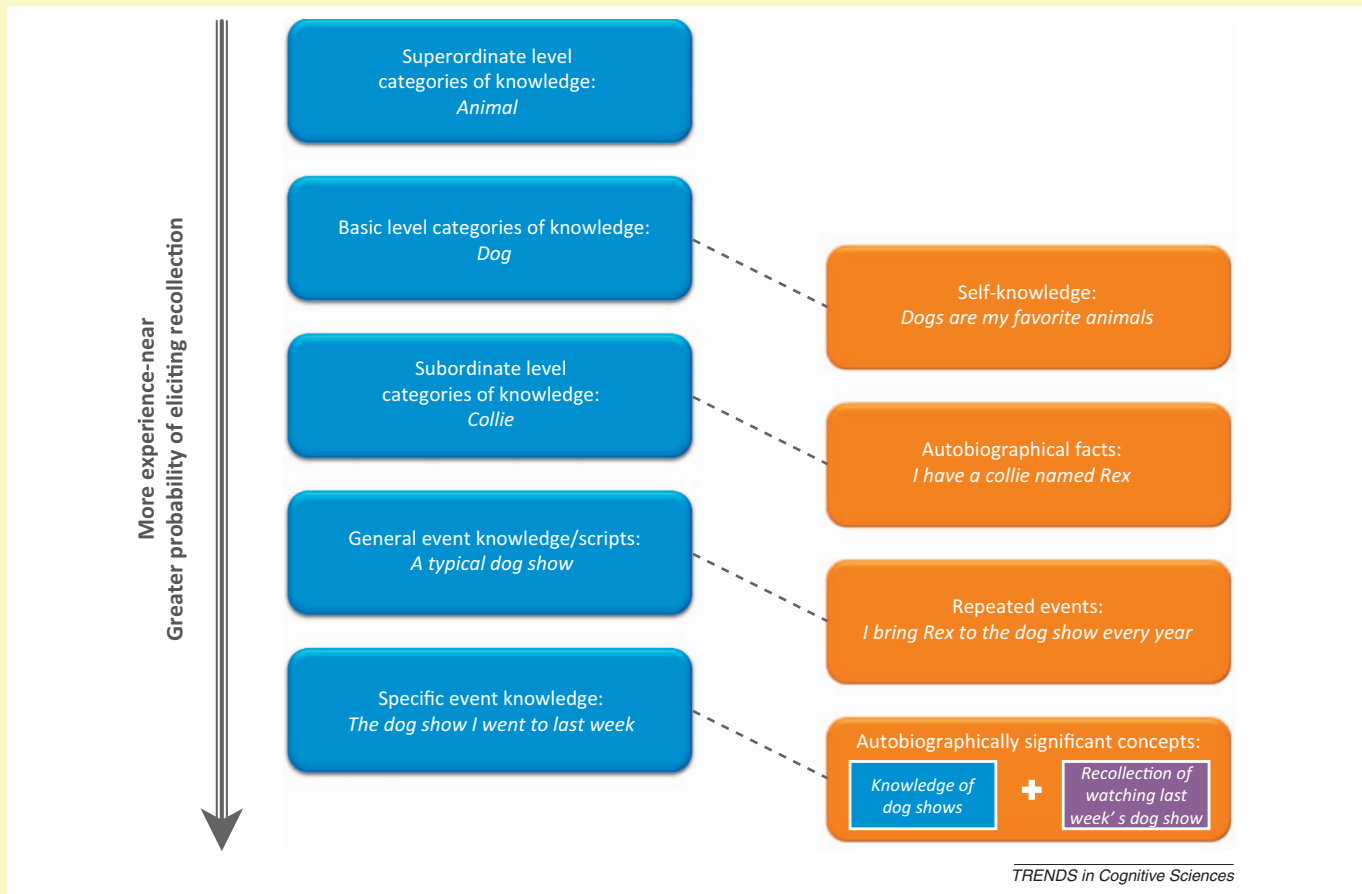 More experience-near
Greater probability of eliciting recollection
Superordinate level
categories of knowledge:
Animal
Basic level categories of knowledge:
Dog
Subordinate level
categories of knowledge:
Collie
General event knowledge/scripts:
A typical dog show
Specific event knowledge:
The dog show I went to last week
Self-knowledge:
Dogs are my favorite animals
Autobiographical facts:
I have a collie named Rex
Repeated events:
I bring Rex to the dog show every year
Autobiographically significant concepts:
Knowledge of
dog shows
+
Recollection of
watching last
week’ s dog show
TRENDS in Cognitive Sciences